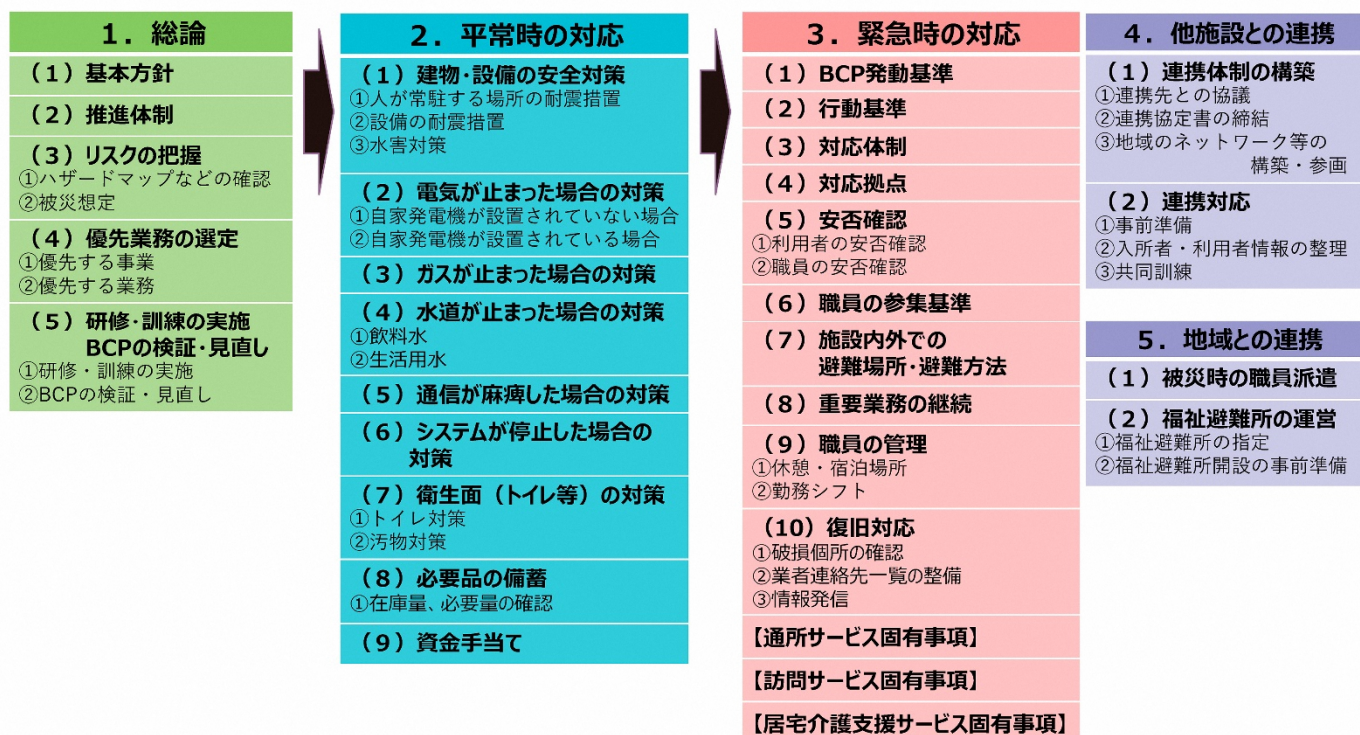 1．総論
（1）基本方針
（2）推進体制
（3）リスクの把握
①ハザードマップなどの確認
②被災想定
（4）優先業務の選定
①優先する事業
②優先する業務
（5）研修・訓練の実施
BCPの検証・見直し
①研修・訓練の実施
②BCPの検証・見直し
2．平常時の対応
（1）建物・設備の安全対策
①人が常駐する場所の耐震措置
②設備の耐震措置
③水害対策
（2）電気が止まった場合の対策
①自家発電機が設置されていない場合
②自家発電機が設置されている場合
（3）ガスが止まった場合の対策
（4）水道が止まった場合の対策
①飲料水
②生活用水
（5）通信が麻痺した場合の対策
（6）システムが停止した場合の
対策
（7）衛生面（トイレ等）の対策
①トイレ対策
②汚物対策
（8）必要品の備蓄
①在庫量、必要量の確認
（9）資金手当て
3．緊急時の対応
（1）BCP発動基準
（2）行動基準
（3）対応体制
（4）対応拠点
（5）安否確認
①利用者の安否確認
②職員の安否確認
（6）職員の参集基準
（7）施設内外での
避難場所・避難方法
（8）重要業務の継続
（9）職員の管理
①休憩・宿泊場所
②勤務シフト
（10）復旧対応
①破損個所の確認
②業者連絡先一覧の整備
③情報発信
【通所サービス固有事項】
【訪問サービス固有事項】
【居宅介護支援サービス固有事項】
4．他施設との連携
（1）連携体制の構築
①連携先との協議
②連携協定書の締結
③地域のネットワーク等の
構築・参画
（2）連携対応
①事前準備
②入所者・利用者情報の整理
③共同訓練
5．地域との連携
（1）被災時の職員派遣
（2）福祉避難所の運営
①福祉避難所の指定
②福祉避難所開設の事前準備